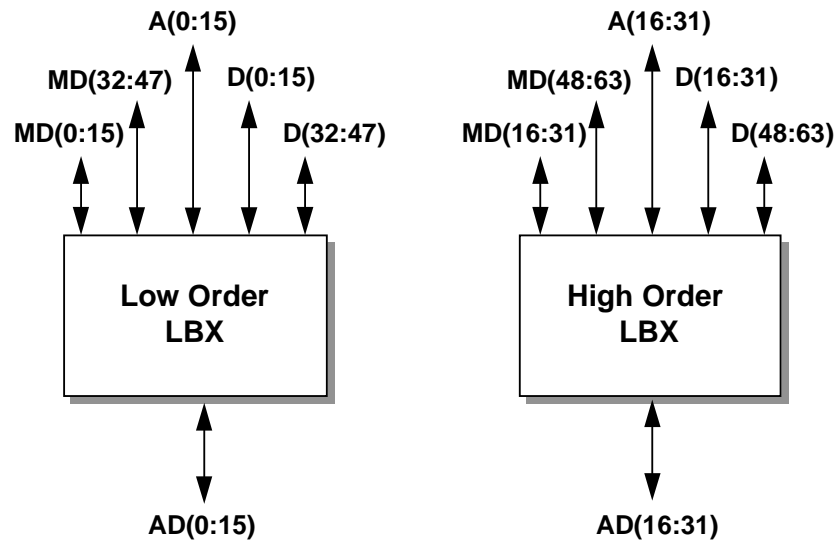 A(0:15)
MD(32:47)
D(0:15)
MD(0:15)
D(32:47)
Low Order
LBX
AD(0:15)
A(16:31)
MD(48:63)
D(16:31)
MD(16:31)
D(48:63)
High Order
LBX
AD(16:31)